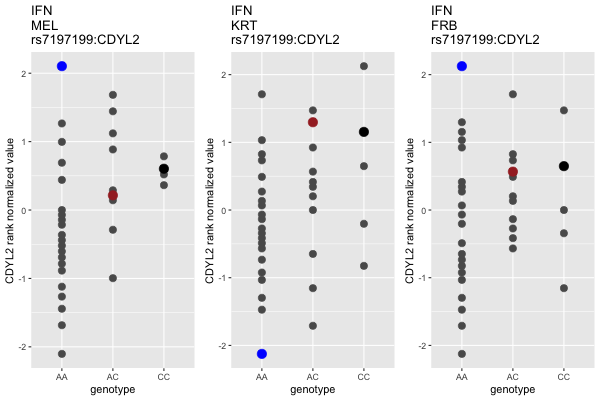 IFN
MEL
rs7197199:CDYL2
IFN
KRT
rs7197199:CDYL2
IFN
FRB
rs7197199:CDYL2
CDYL2 rank normalized value
2
1
0
-1
-2
AA AC CC
genotype
CDYL2 rank normalized value
2
1
0
-1
-2
AA AC CC
genotype
CDYL2 rank normalized value
2
1
0
-1
-2
AA AC CC
genotype